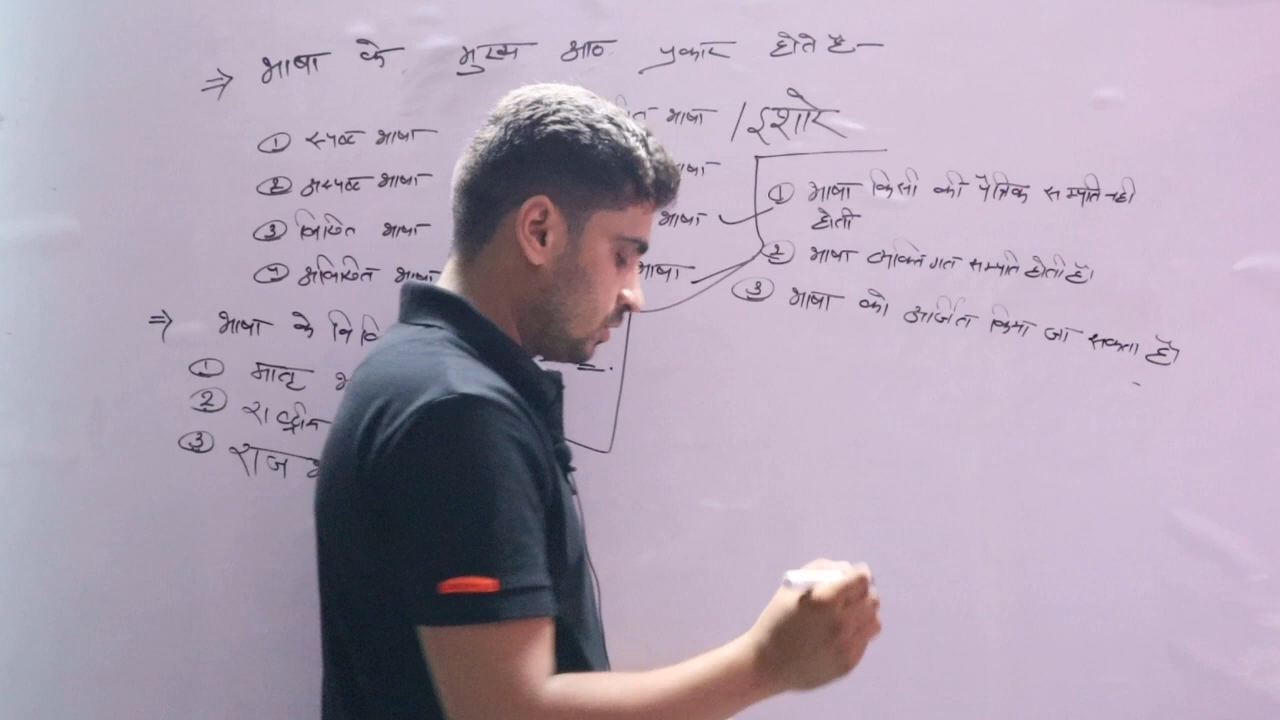 ⇒ भाषा के मुख्य आठ प्रकार होते है—
① स्पष्ट भाषा
② अस्पष्ट भाषा
③ लिखित भाषा
④ अलिखित भाषा
भाषा / इशारे
भाषा
भाषा
भाषा
① भाषा किसी की पैत्रिक सम्पति नही
होती
② भाषा व्यक्तिगत सम्पति होती है।
③ भाषा को अर्जित किया जा सकता है।
⇒ भाषा के
① मातृ
②
③ राज